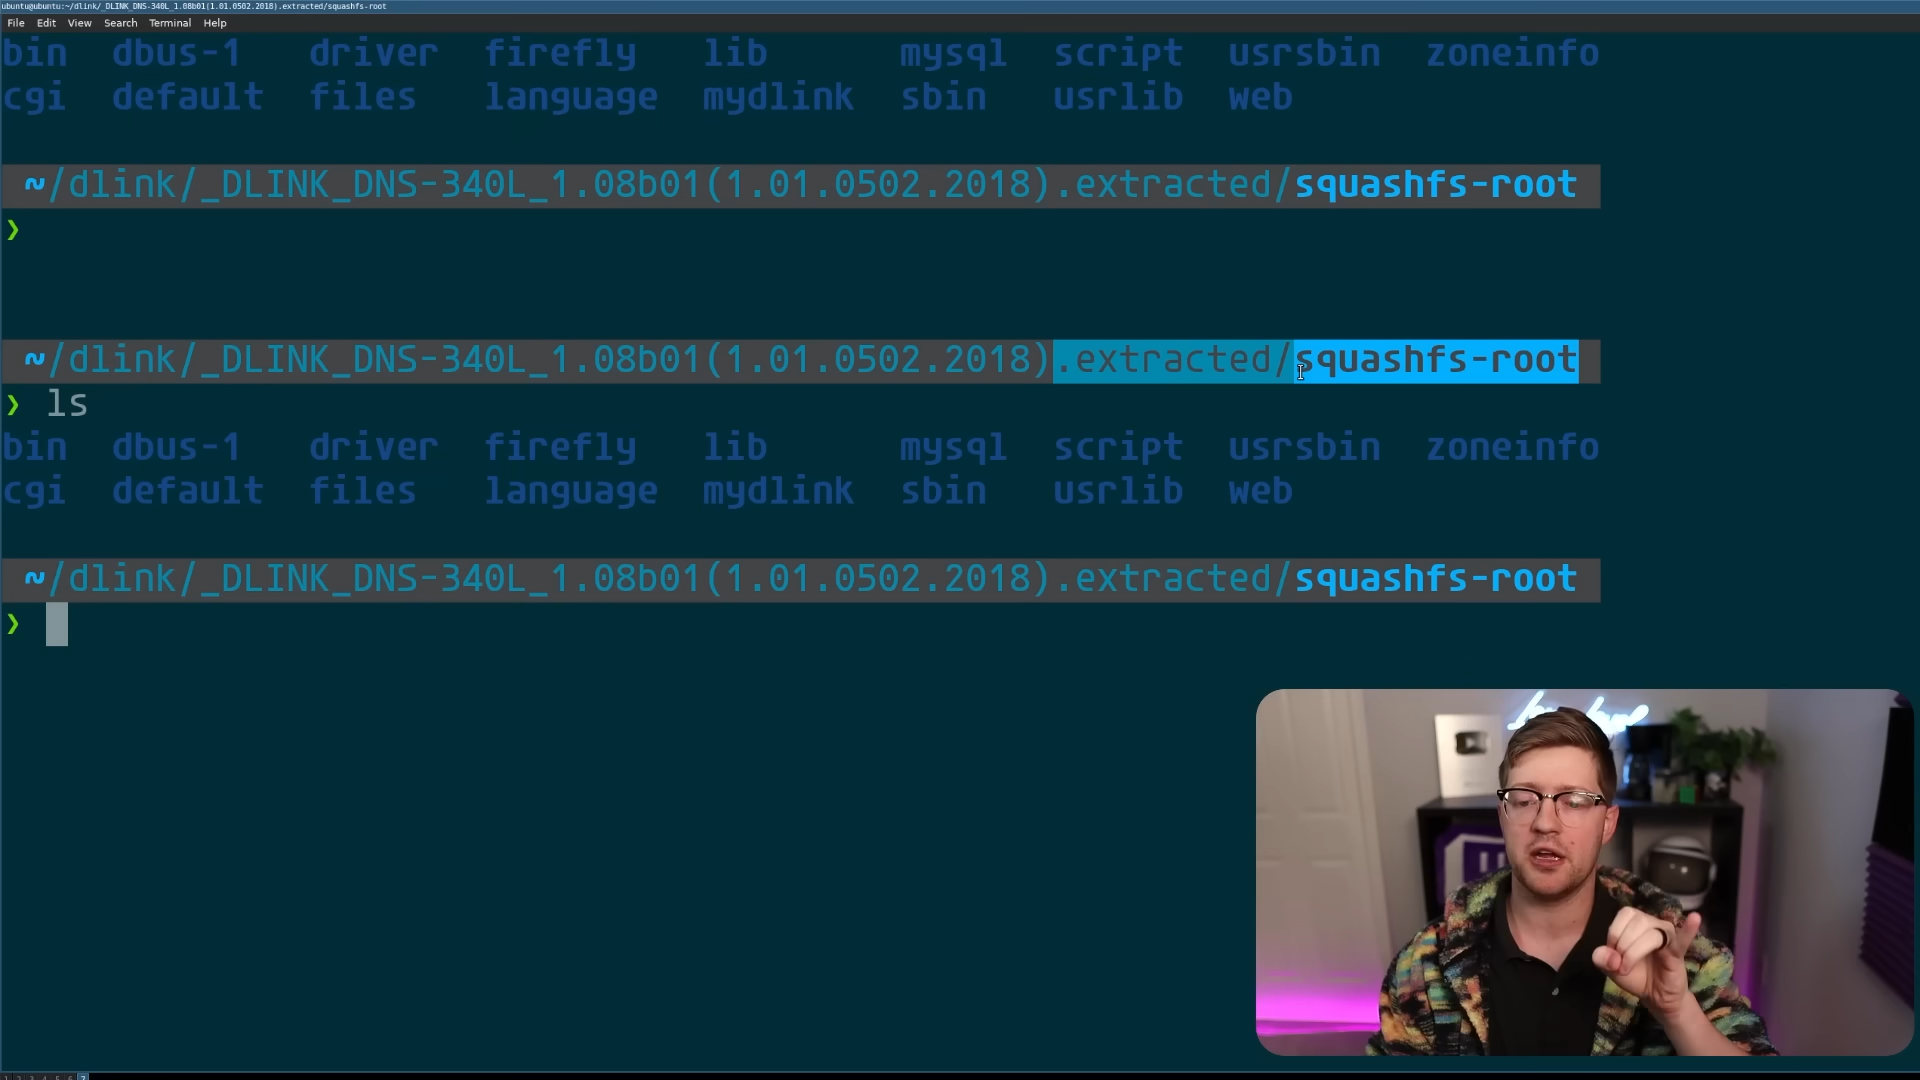 ubuntu@ubuntu:~/dlink/_DLINK_DNS-340L_1.08b01(1.01.0502.2018).extracted/squashfs-root
File Edit View Search Terminal Help
bin dbus-1 driver firefly lib mysql script usrsbin zoneinfo
cgi default files language mydlink sbin usrlib web
~/dlink/_DLINK_DNS-340L_1.08b01(1.01.0502.2018).extracted/squashfs-root
❯
~/dlink/_DLINK_DNS-340L_1.08b01(1.01.0502.2018).extracted/squashfs-root
❯ ls
bin dbus-1 driver firefly lib mysql script usrsbin zoneinfo
cgi default files language mydlink sbin usrlib web
~/dlink/_DLINK_DNS-340L_1.08b01(1.01.0502.2018).extracted/squashfs-root
❯